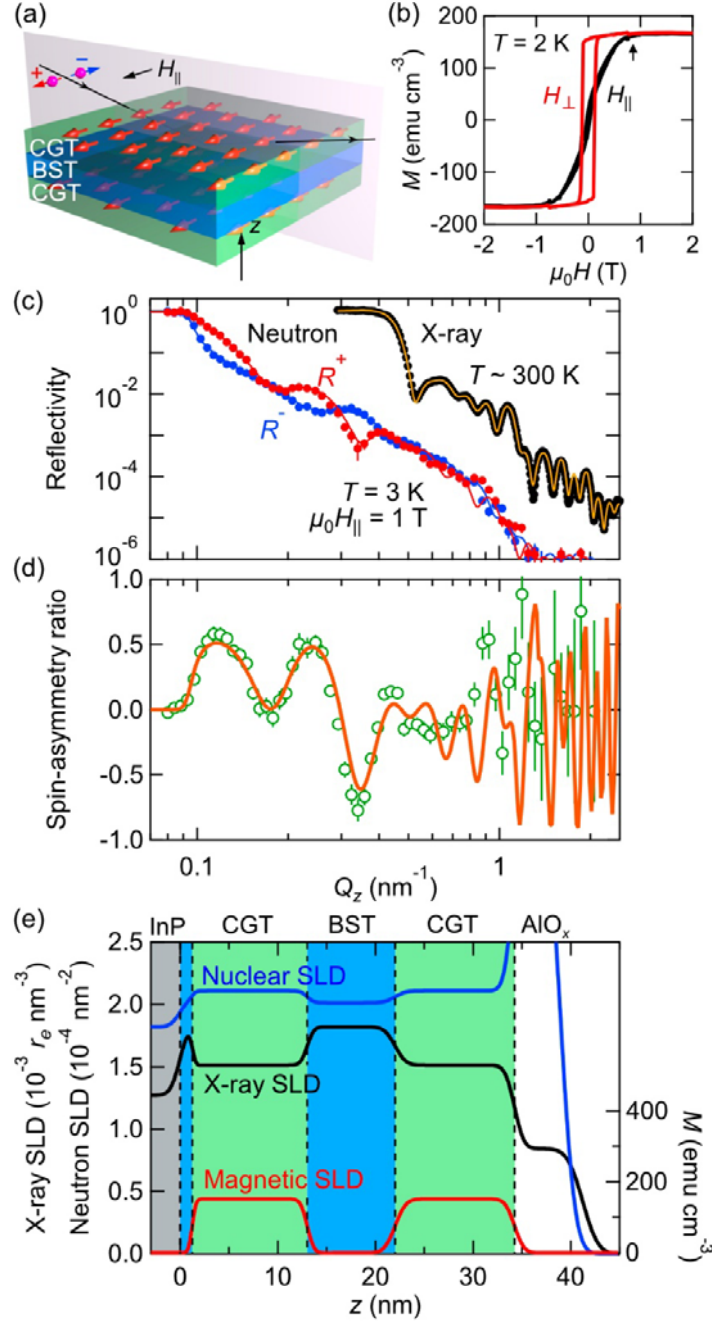 (a)
+
−
H∥
CGT
BST
CGT
z
(b)
200
100
0
-100
-200
M (emu cm⁻³)
T = 2 K
H⊥
H∥
-2 -1 0 1 2
μ₀H (T)
(c)
10⁰
10⁻²
10⁻⁴
10⁻⁶
Reflectivity
Neutron X-ray
R⁺
R⁻
T ~ 300 K
T = 3 K
μ₀H∥ = 1 T
(d)
1.0
0.5
0.0
-0.5
-1.0
Spin-asymmetry ratio
0.1 1
Q_z (nm⁻¹)
(e)
InP CGT BST CGT AlOₓ
2.5
2.0
1.5
1.0
0.5
0.0
X-ray SLD (10⁻³ rₑ nm⁻³)
Neutron SLD (10⁻⁴ nm⁻²)
Nuclear SLD
X-ray SLD
Magnetic SLD
400
200
0
M (emu cm⁻³)
0 10 20 30 40
z (nm)